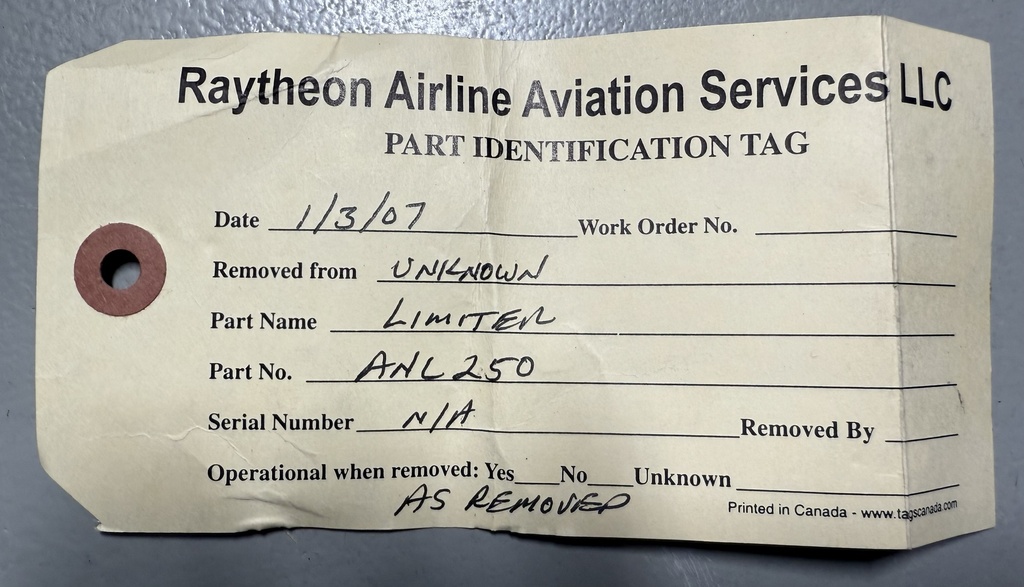 Raytheon Airline Aviation Services LLC
PART IDENTIFICATION TAG
Date 1/3/07 Work Order No.
Removed from UNKNOWN
Part Name LIMITER
Part No. ANL250
Serial Number N/A Removed By
Operational when removed: Yes No Unknown
AS REMOVED
Printed in Canada - www.tagscanada.com